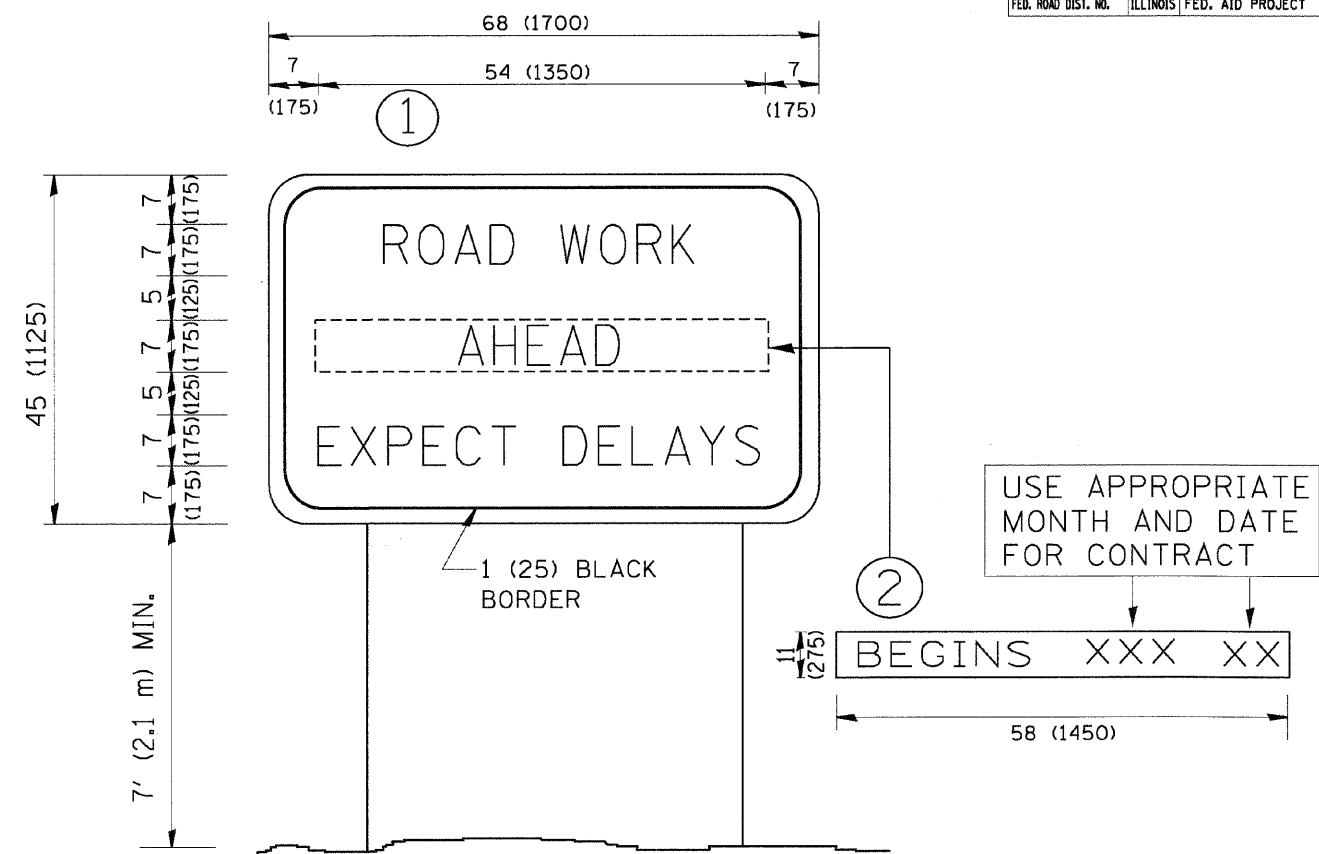 FED. ROAD DIST. NO. ILLINOIS FED. AID PROJECT
68 (1700)
7 54 (1350) 7
(175) (175)
1
45 (1125)
7 (175)
7 (175)
5 (125)
7 (175)
5 (125)
7 (175)
7 (175)
ROAD WORK
AHEAD
EXPECT DELAYS
1 (25) BLACK
BORDER
7' (2.1 m) MIN.
USE APPROPRIATE
MONTH AND DATE
FOR CONTRACT
2
11 (275)
BEGINS XXX XX
58 (1450)